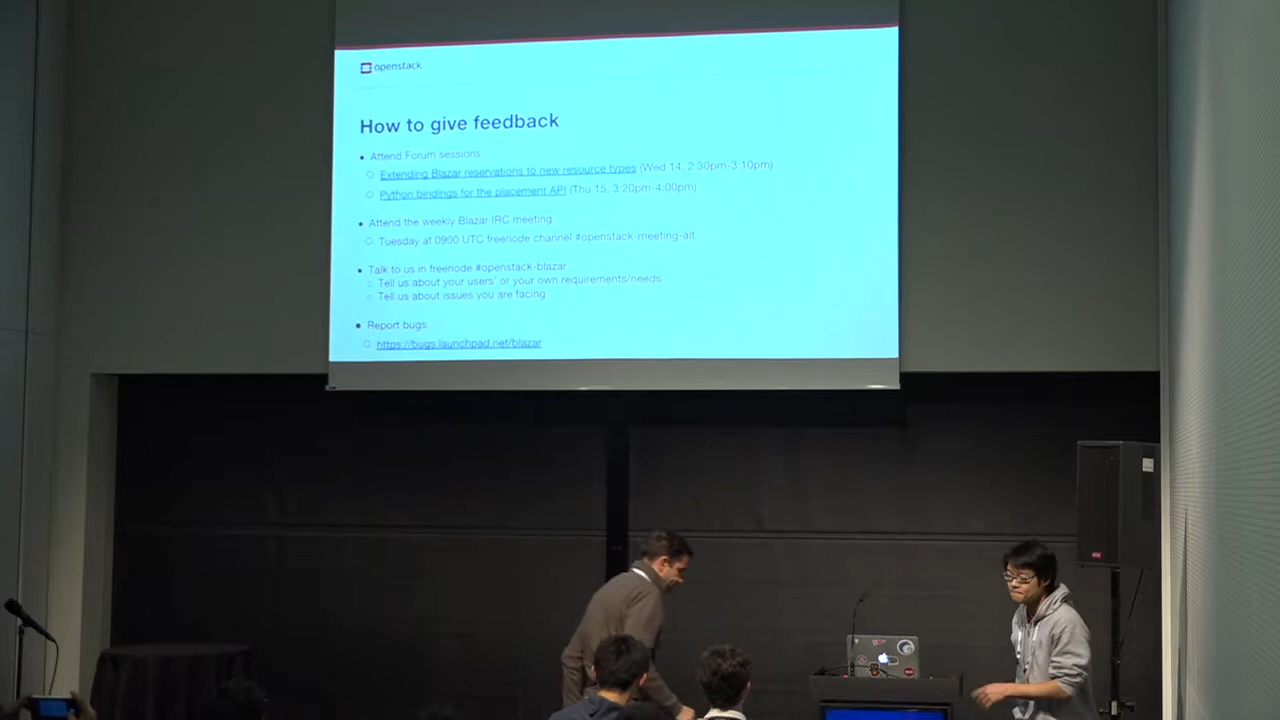 openstack.
How to give feedback
• Attend Forum sessions
○ Extending Blazar reservations to new resource types (Wed 14, 2:30pm-3:10pm)
○ Python bindings for the placement API (Thu 15, 3:20pm-4:00pm)
• Attend the weekly Blazar IRC meeting
○ Tuesday at 0900 UTC freenode channel #openstack-meeting-alt
• Talk to us in freenode #openstack-blazar
○ Tell us about your users' or your own requirements/needs
○ Tell us about issues you are facing
• Report bugs
○ https://bugs.launchpad.net/blazar